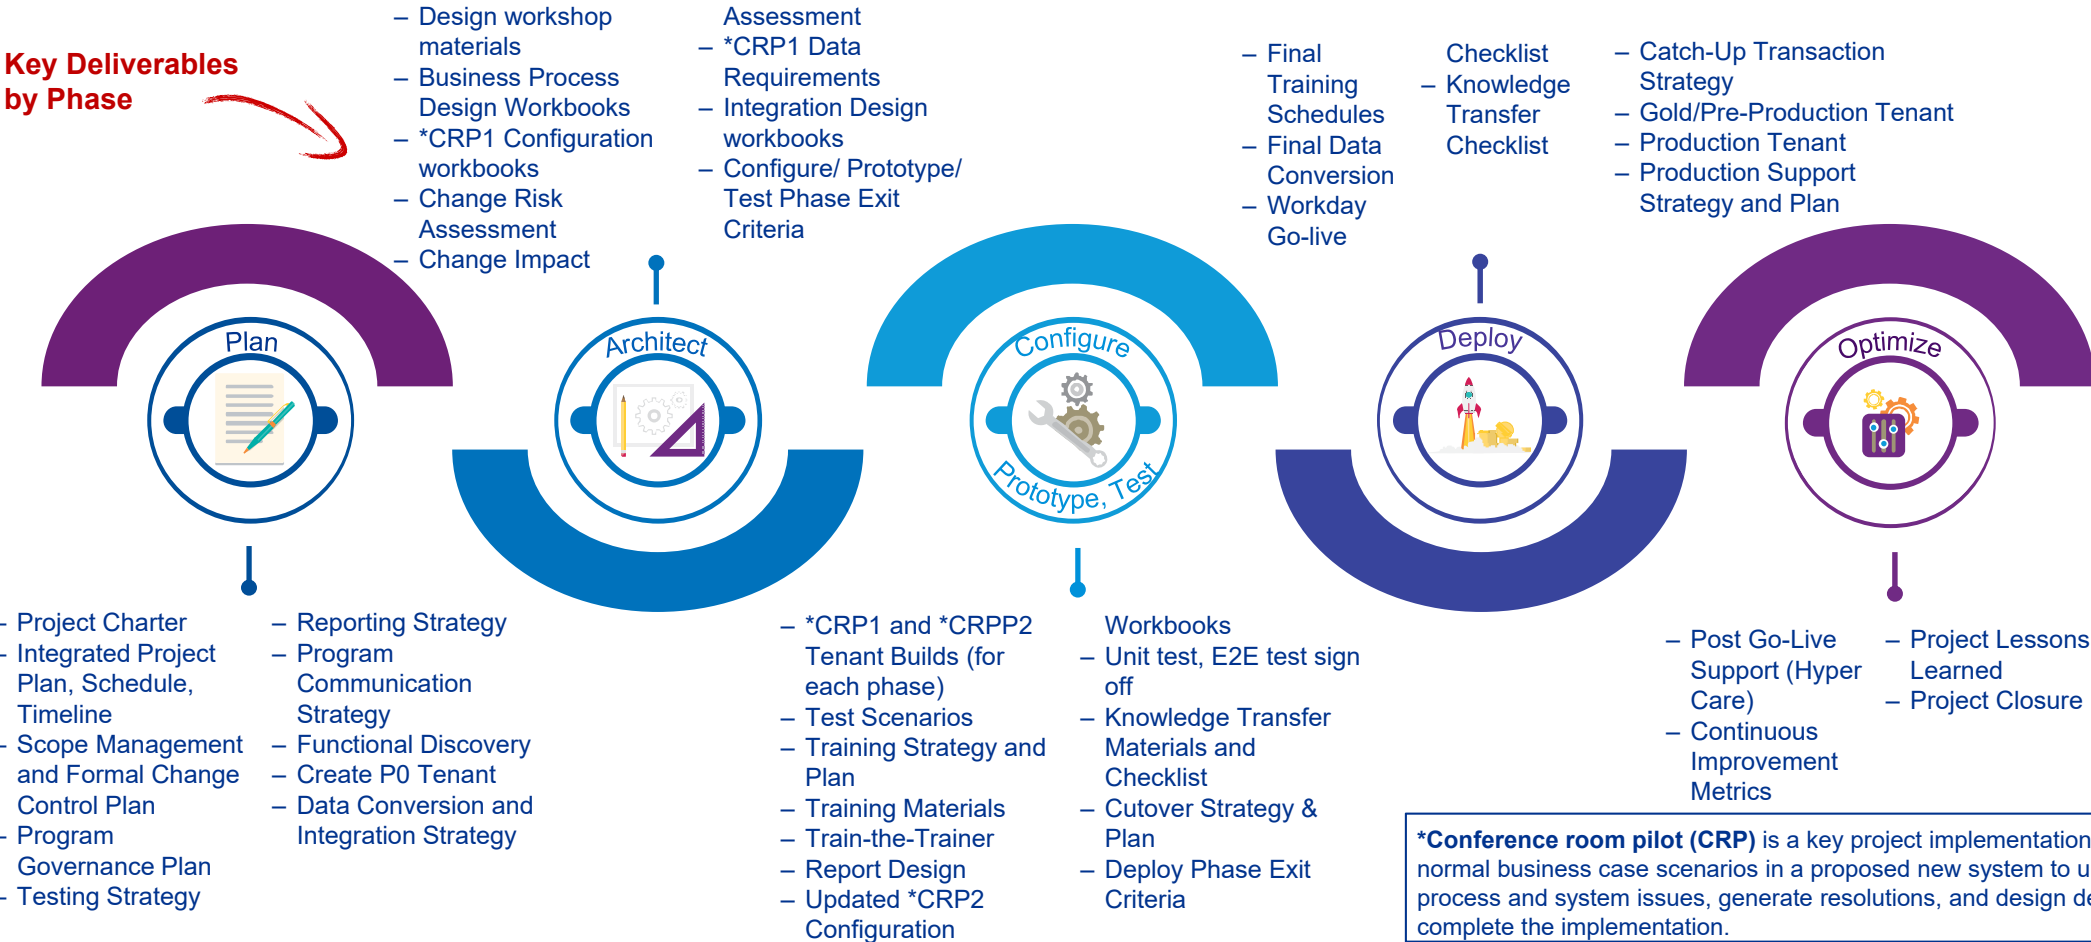 Key Deliverables
by Phase
– Design workshop
materials
– Business Process
Design Workbooks
– *CRP1 Configuration
workbooks
– Change Risk
Assessment
– Change Impact
Assessment
– *CRP1 Data
Requirements
– Integration Design
workbooks
– Configure/ Prototype/
Test Phase Exit
Criteria
– Final
Training
Schedules
– Final Data
Conversion
– Workday
Go-live
Checklist
– Knowledge
Transfer
Checklist
– Catch-Up Transaction
Strategy
– Gold/Pre-Production Tenant
– Production Tenant
– Production Support
Strategy and Plan
Plan
Architect
Configure
Prototype, Test
Deploy
Optimize
– Project Charter
– Integrated Project
Plan, Schedule,
Timeline
– Scope Management
and Formal Change
Control Plan
– Program
Governance Plan
– Testing Strategy
– Reporting Strategy
– Program
Communication
Strategy
– Functional Discovery
– Create P0 Tenant
– Data Conversion and
Integration Strategy
– *CRP1 and *CRPP2
Tenant Builds (for
each phase)
– Test Scenarios
– Training Strategy and
Plan
– Training Materials
– Train-the-Trainer
– Report Design
– Updated *CRP2
Configuration
Workbooks
– Unit test, E2E test sign
off
– Knowledge Transfer
Materials and
Checklist
– Cutover Strategy &
Plan
– Deploy Phase Exit
Criteria
– Post Go-Live
Support (Hyper
Care)
– Continuous
Improvement
Metrics
– Project Lessons
Learned
– Project Closure
*Conference room pilot (CRP) is a key project implementation
normal business case scenarios in a proposed new system to
process and system issues, generate resolutions, and design
complete the implementation.